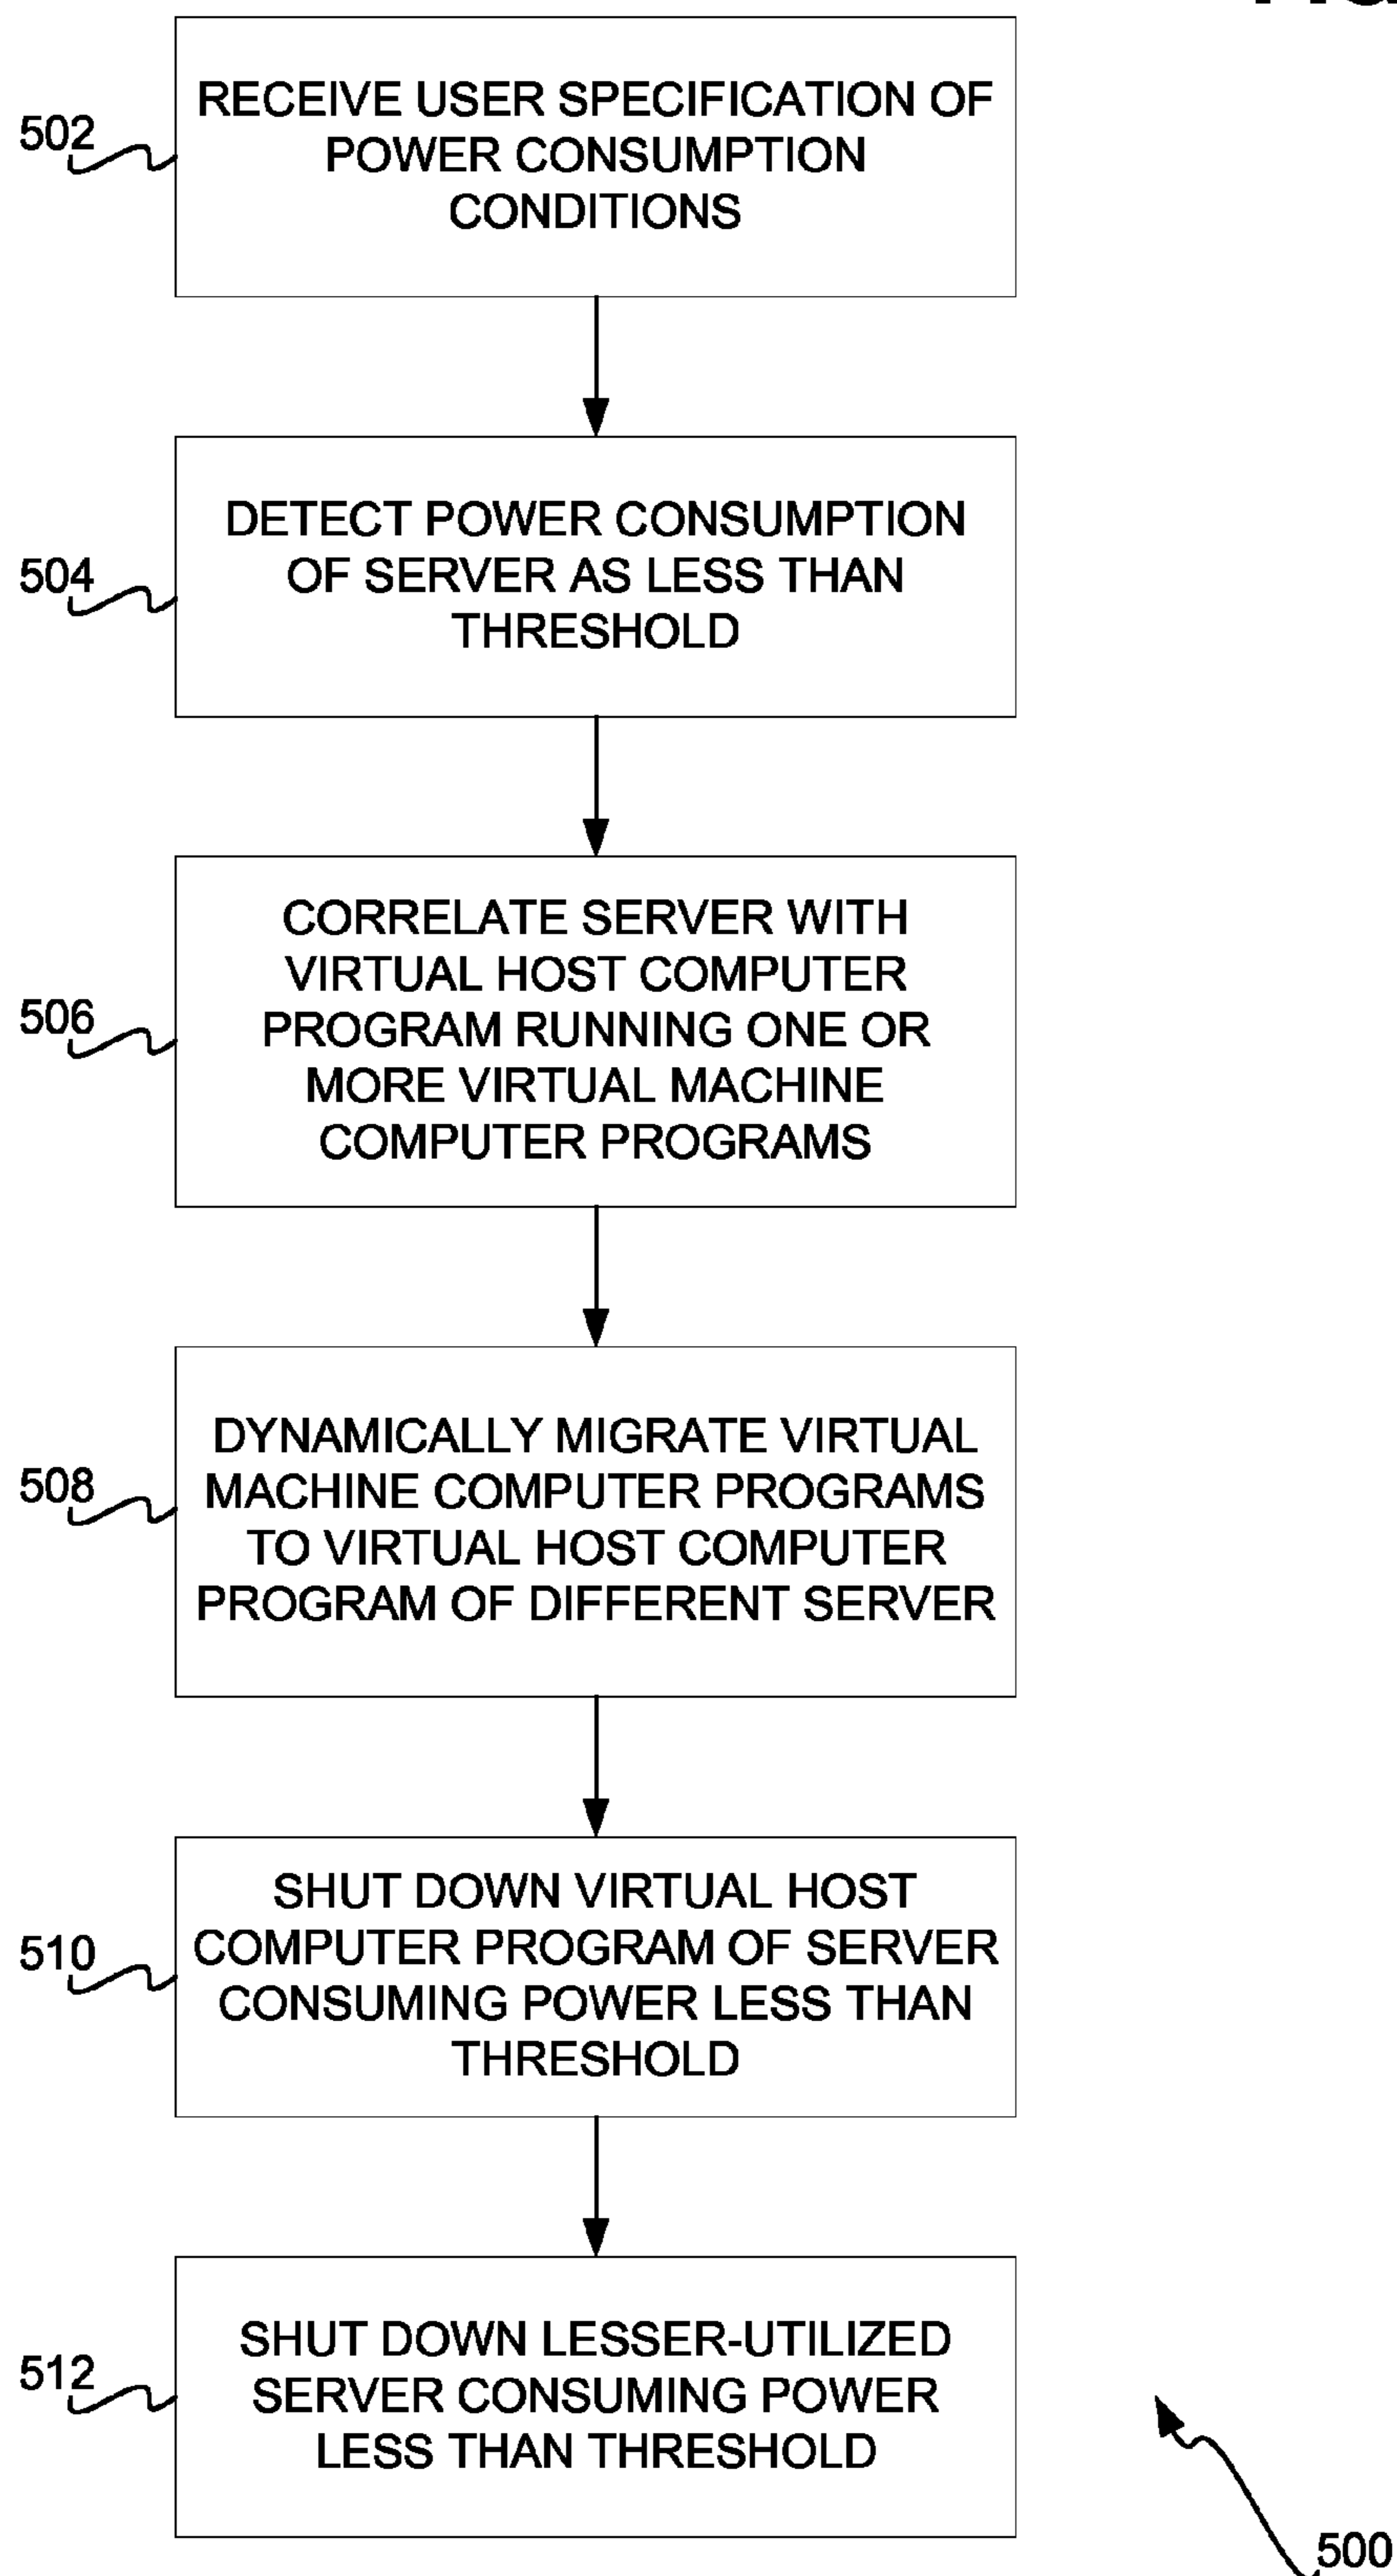 502
RECEIVE USER SPECIFICATION OF
POWER CONSUMPTION
CONDITIONS
504
DETECT POWER CONSUMPTION
OF SERVER AS LESS THAN
THRESHOLD
506
CORRELATE SERVER WITH
VIRTUAL HOST COMPUTER
PROGRAM RUNNING ONE OR
MORE VIRTUAL MACHINE
COMPUTER PROGRAMS
508
DYNAMICALLY MIGRATE VIRTUAL
MACHINE COMPUTER PROGRAMS
TO VIRTUAL HOST COMPUTER
PROGRAM OF DIFFERENT SERVER
510
SHUT DOWN VIRTUAL HOST
COMPUTER PROGRAM OF SERVER
CONSUMING POWER LESS THAN
THRESHOLD
512
SHUT DOWN LESSER-UTILIZED
SERVER CONSUMING POWER
LESS THAN THRESHOLD
500